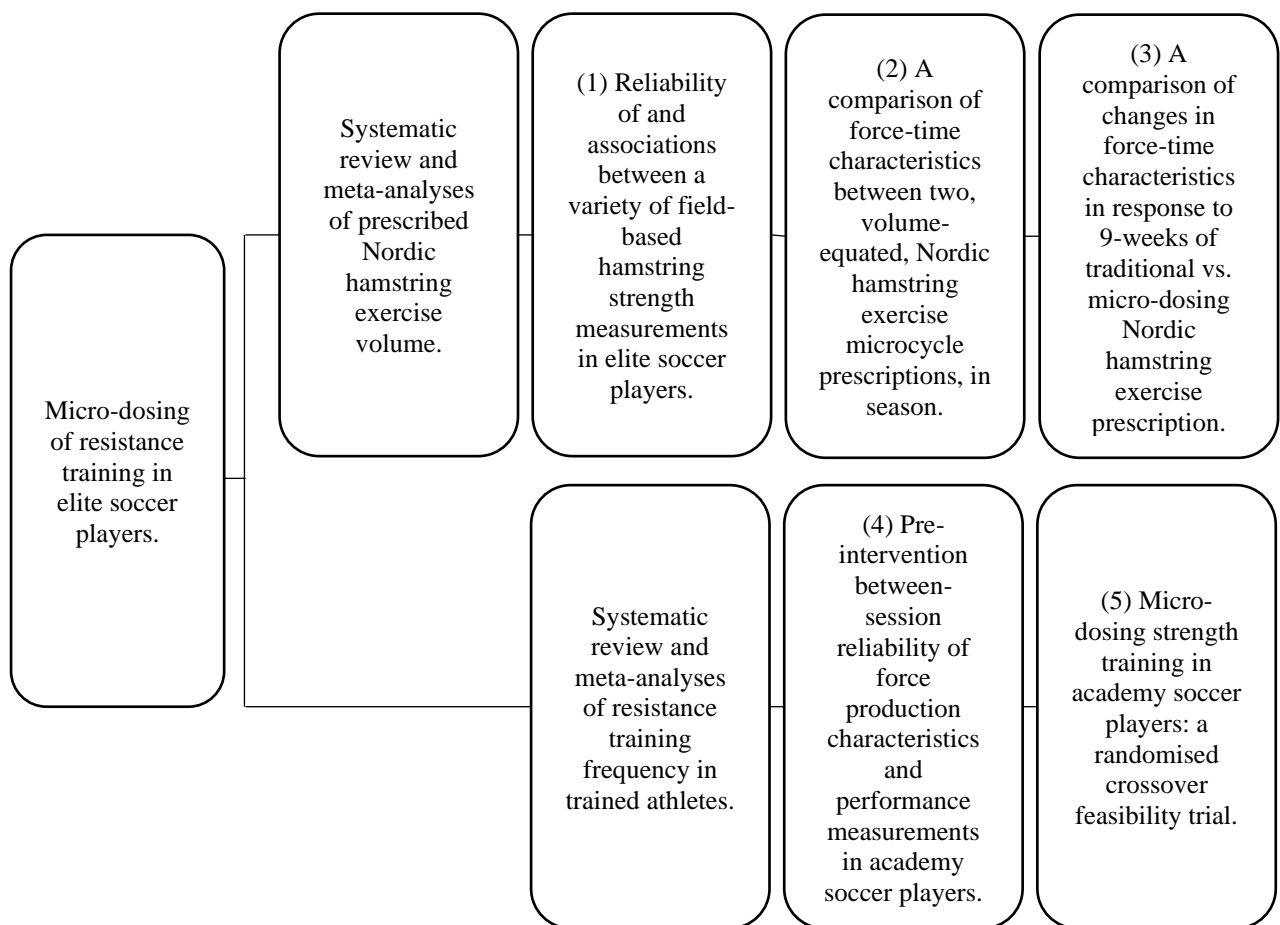 Micro-dosing
of resistance
training in
elite soccer
players.
Systematic
review and
meta-analyses
of prescribed
Nordic
hamstring
exercise
volume.
(1) Reliability
of and
associations
between a
variety of field-
based
hamstring
strength
measurements
in elite soccer
players.
(2) A
comparison of
force-time
characteristics
between two,
volume-
equated, Nordic
hamstring
exercise
microcycle
prescriptions, in
season.
(3) A
comparison of
changes in
force-time
characteristics
in response to
9-weeks of
traditional vs.
micro-dosing
Nordic
hamstring
exercise
prescription.
Systematic
review and
meta-analyses
of resistance
training
frequency in
trained athletes.
(4) Pre-
intervention
between-
session
reliability of
force
production
characteristics
and
performance
measurements
in academy
soccer players.
(5) Micro-
dosing strength
training in
academy soccer
players: a
randomised
crossover
feasibility trial.